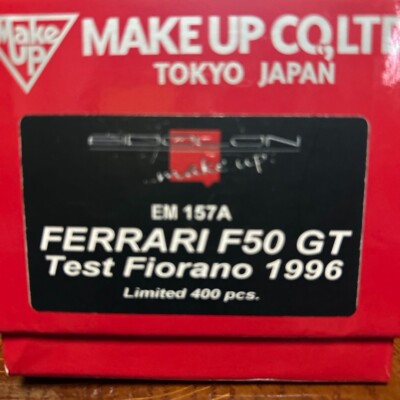 Make UP
MAKE UP CO., LTD
TOKYO JAPAN
EIDOLON
...make up.
EM 157A
FERRARI F50 GT
Test Fiorano 1996
Limited 400 pcs.